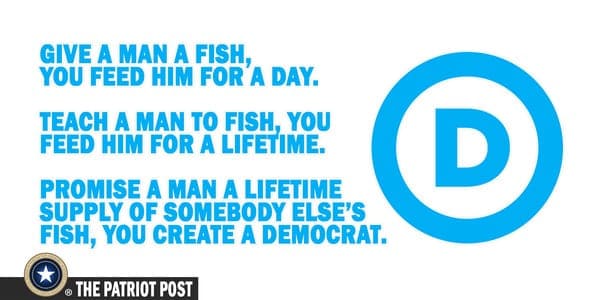 GIVE A MAN A FISH,
YOU FEED HIM FOR A DAY.
TEACH A MAN TO FISH, YOU
FEED HIM FOR A LIFETIME.
PROMISE A MAN A LIFETIME
SUPPLY OF SOMEBODY ELSE'S
FISH, YOU CREATE A DEMOCRAT.
D
® THE PATRIOT POST